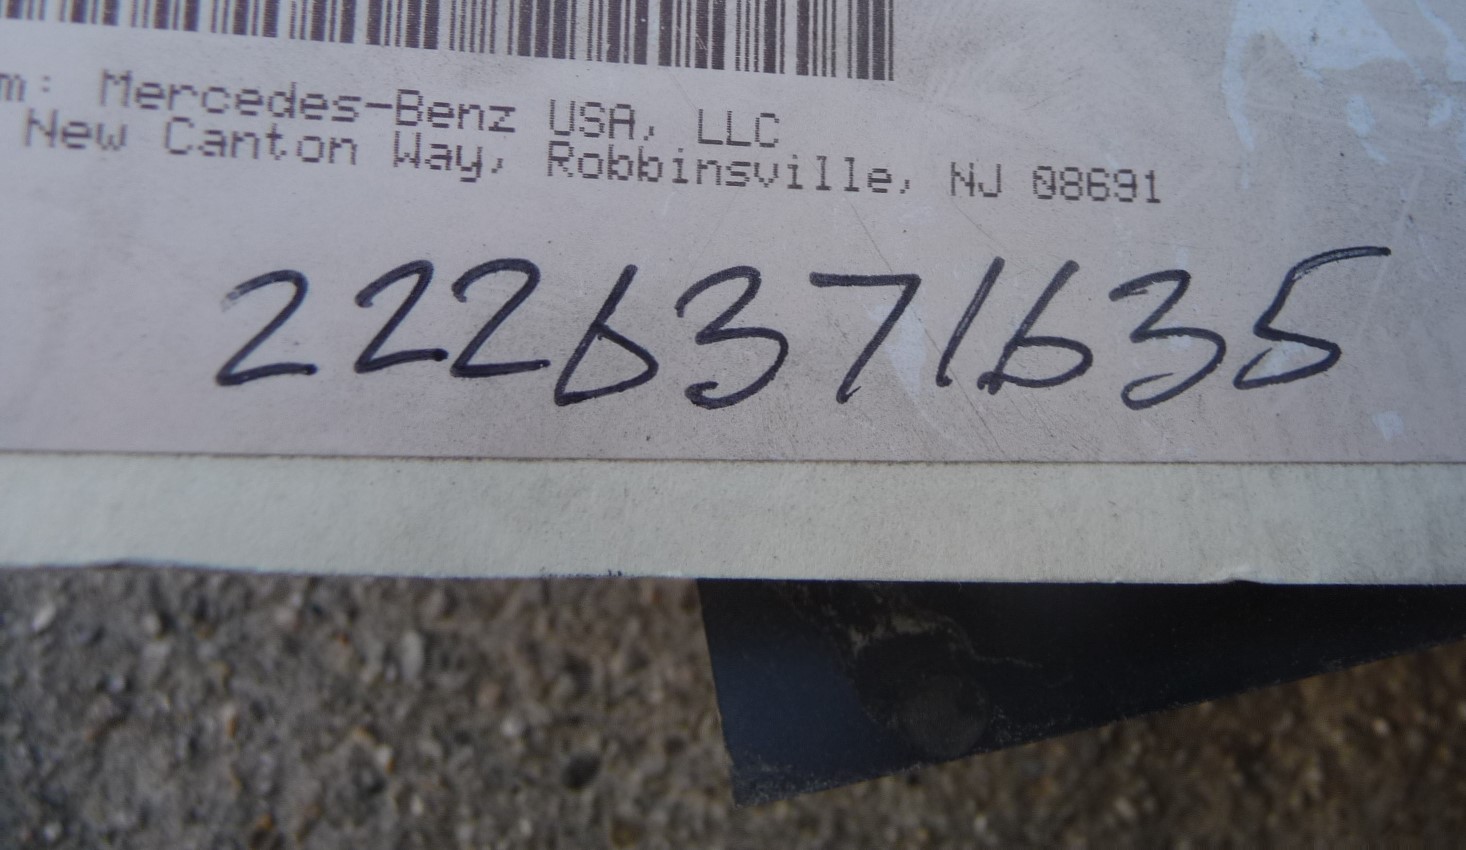 m: Mercedes-Benz USA, LLC
New Canton Way, Robbinsville, NJ 08691
2226371635